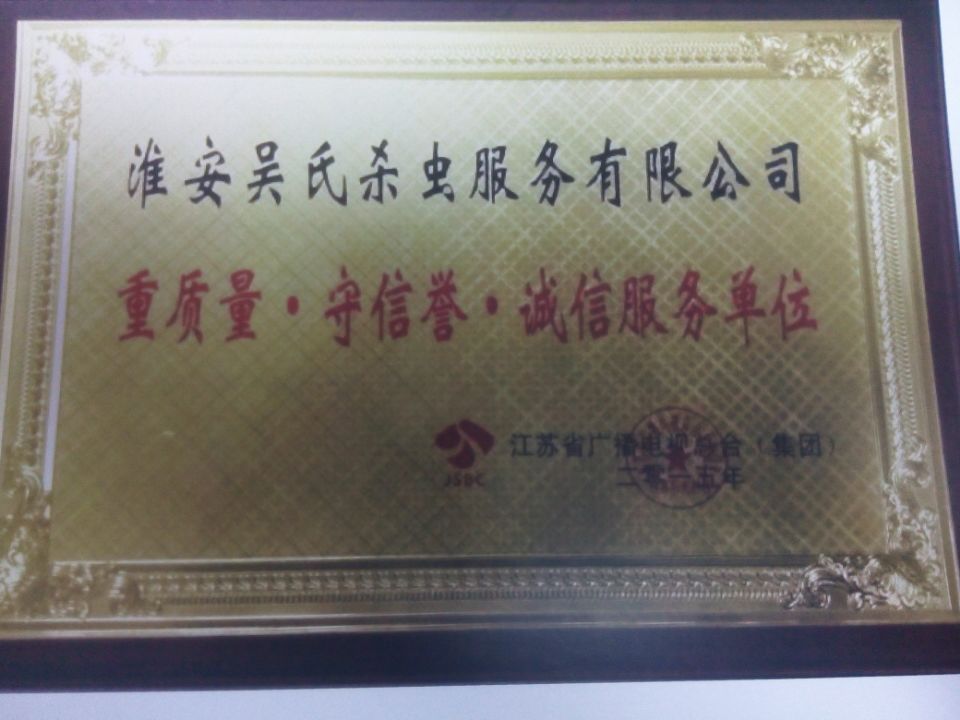 淮安吴氏杀虫服务有限公司
重质量·守信誉·诚信服务单位
JSBC
江苏省广播电视总台（集团）
二零一五年